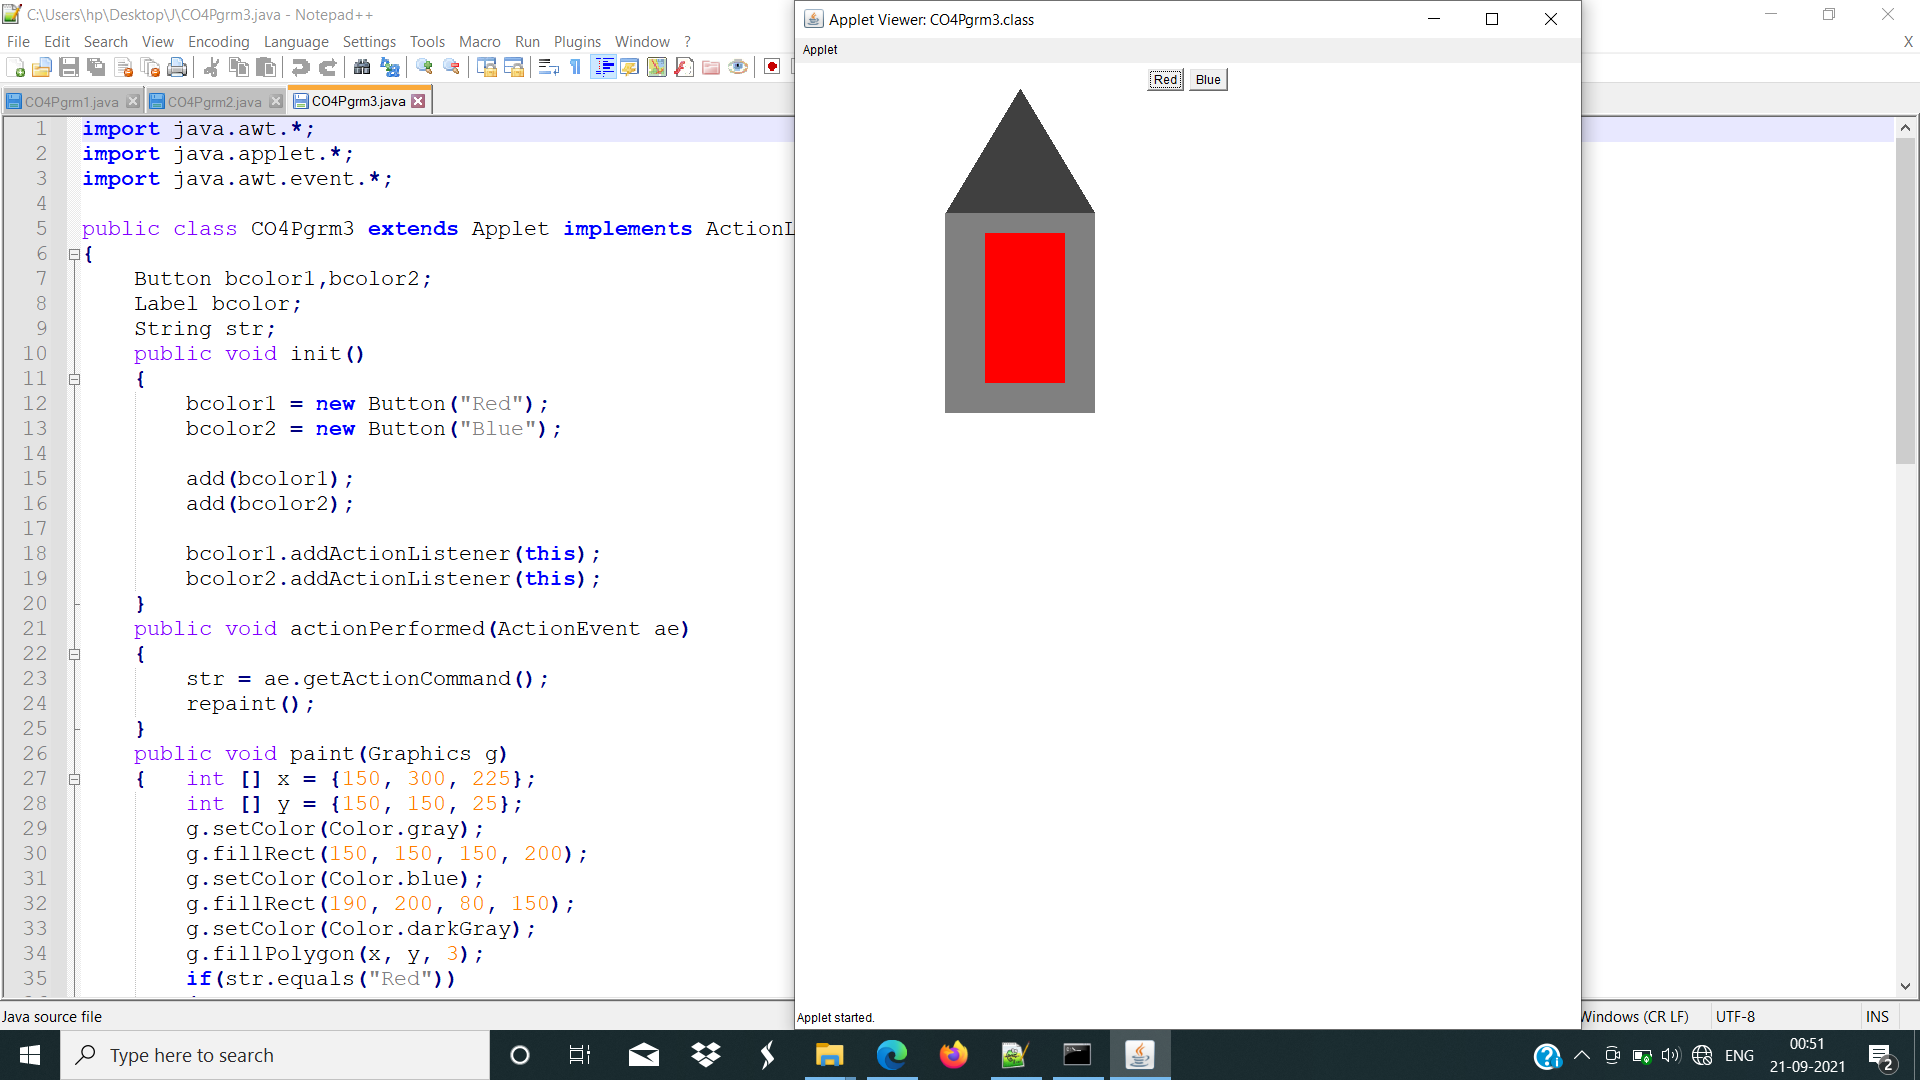 C:\Users\hp\Desktop\J\CO4Pgrm3.java - Notepad++
File Edit Search View Encoding Language Settings Tools Macro Run Plugins Window ?
X
CO4Pgrm1.java CO4Pgrm2.java CO4Pgrm3.java
1 import java.awt.*;
2 import java.applet.*;
3 import java.awt.event.*;
4
5 public class CO4Pgrm3 extends Applet implements ActionL
6 {
7 Button bcolor1,bcolor2;
8 Label bcolor;
9 String str;
10 public void init()
11 {
12 bcolor1 = new Button("Red");
13 bcolor2 = new Button("Blue");
14
15 add(bcolor1);
16 add(bcolor2);
17
18 bcolor1.addActionListener(this);
19 bcolor2.addActionListener(this);
20 }
21 public void actionPerformed(ActionEvent ae)
22 {
23 str = ae.getActionCommand();
24 repaint();
25 }
26 public void paint(Graphics g)
27 { int [] x = {150, 300, 225};
28 int [] y = {150, 150, 25};
29 g.setColor(Color.gray);
30 g.fillRect(150, 150, 150, 200);
31 g.setColor(Color.blue);
32 g.fillRect(190, 200, 80, 150);
33 g.setColor(Color.darkGray);
34 g.fillPolygon(x, y, 3);
35 if(str.equals("Red"))
Java source file
Windows (CR LF) UTF-8 INS
Applet Viewer: CO4Pgrm3.class
Applet
Red Blue
Applet started.
Type here to search
ENG
00:51
21-09-2021
2